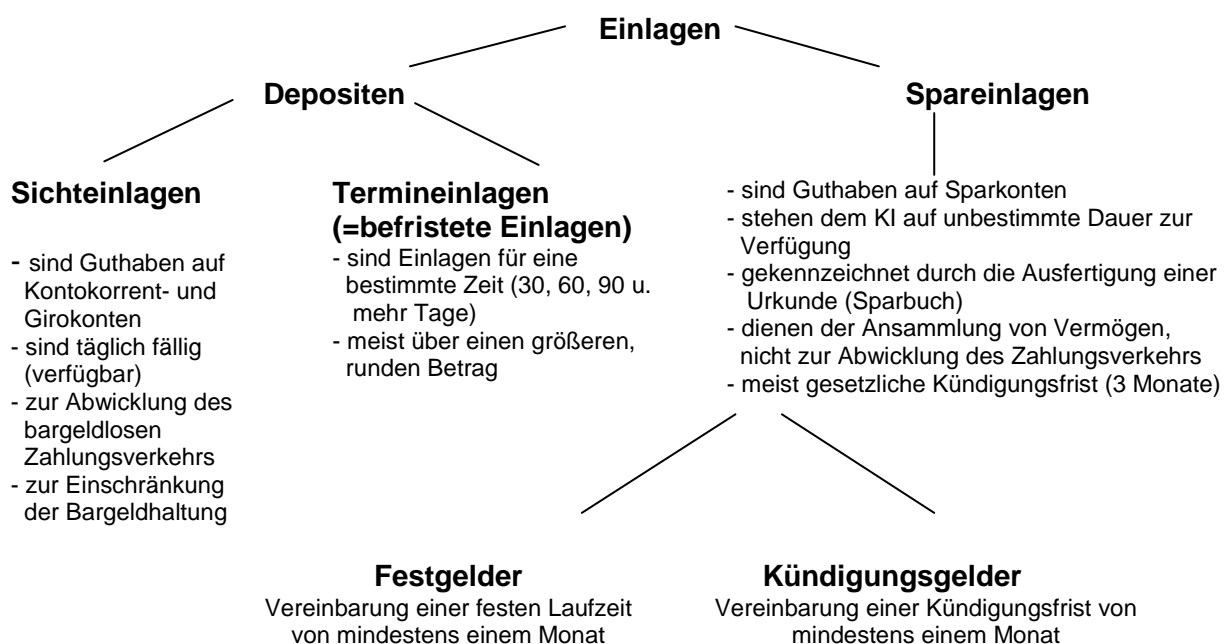 Einlagen
Depositen
Spareinlagen
Sichteinlagen
- sind Guthaben auf
Kontokorrent- und
Girokonten
- sind täglich fällig
(verfügbar)
- zur Abwicklung des
bargeldlosen
Zahlungsverkehrs
- zur Einschränkung
der Bargeldhaltung
Termineinlagen
(=befristete Einlagen)
- sind Einlagen für eine
bestimmte Zeit (30, 60, 90 u.
mehr Tage)
- meist über einen größeren,
runden Betrag
- sind Guthaben auf Sparkonten
- stehen dem KI auf unbestimmte Dauer zur
Verfügung
- gekennzeichnet durch die Ausfertigung einer
Urkunde (Sparbuch)
- dienen der Ansammlung von Vermögen,
nicht zur Abwicklung des Zahlungsverkehrs
- meist gesetzliche Kündigungsfrist (3 Monate)
Festgelder
Vereinbarung einer festen Laufzeit
von mindestens einem Monat
Kündigungsgelder
Vereinbarung einer Kündigungsfrist von
mindestens einem Monat